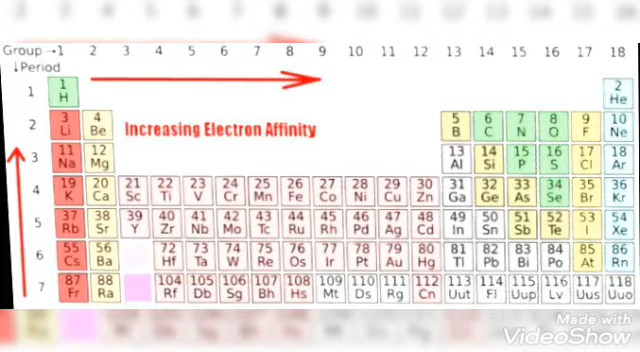 Group →1 2 3 4 5 6 7 8 9 10 11 12 13 14 15 16 17 18
↓Period
1 1 H 2 He
2 3 Li 4 Be Increasing Electron Affinity 5 B 6 C 7 N 8 O 9 F 10 Ne
3 11 Na 12 Mg 13 Al 14 Si 15 P 16 S 17 Cl 18 Ar
4 19 K 20 Ca 21 Sc 22 Ti 23 V 24 Cr 25 Mn 26 Fe 27 Co 28 Ni 29 Cu 30 Zn 31 Ga 32 Ge 33 As 34 Se 35 Br 36 Kr
5 37 Rb 38 Sr 39 Y 40 Zr 41 Nb 42 Mo 43 Tc 44 Ru 45 Rh 46 Pd 47 Ag 48 Cd 49 In 50 Sn 51 Sb 52 Te 53 I 54 Xe
6 55 Cs 56 Ba 72 Hf 73 Ta 74 W 75 Re 76 Os 77 Ir 78 Pt 79 Au 80 Hg 81 Tl 82 Pb 83 Bi 84 Po 85 At 86 Rn
7 87 Fr 88 Ra 104 Rf 105 Db 106 Sg 107 Bh 108 Hs 109 Mt 110 Ds 111 Rg 112 Cn 113 Uut 114 Fl 115 Uup 116 Lv 117 Uus 118 Uuo
Made with
VideoShow